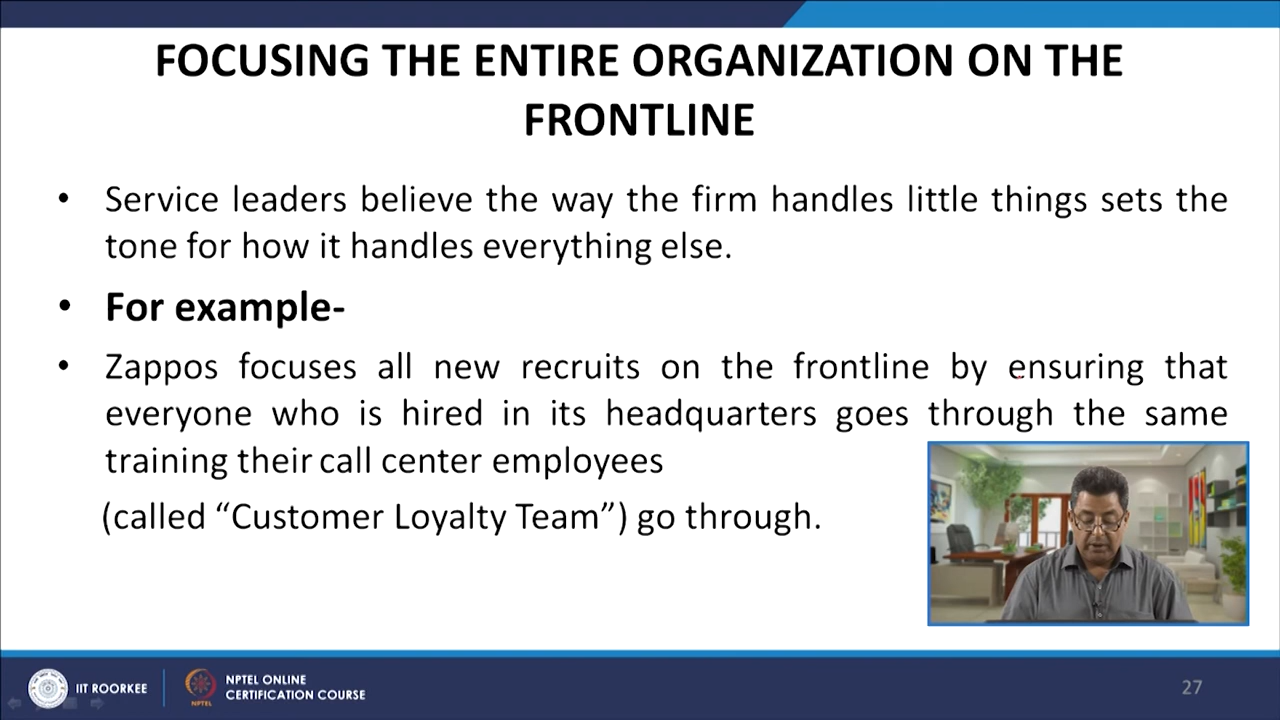 FOCUSING THE ENTIRE ORGANIZATION ON THE
FRONTLINE
• Service leaders believe the way the firm handles little things sets the
tone for how it handles everything else.
• For example-
• Zappos focuses all new recruits on the frontline by ensuring that
everyone who is hired in its headquarters goes through the same
training their call center employees
(called “Customer Loyalty Team”) go through.
IIT ROORKEE
NPTEL
NPTEL ONLINE
CERTIFICATION COURSE
27